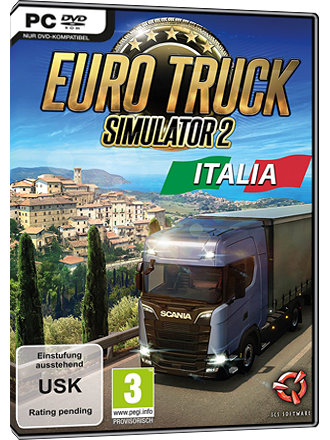 PC DVD ROM
NUR DVD-KOMPATIBEL
EURO TRUCK
SIMULATOR 2
ITALIA
SCANIA
Einstufung
ausstehend
USK
Rating pending
3
www.pegi.info
PROVISORISCH
SCS SOFTWARE